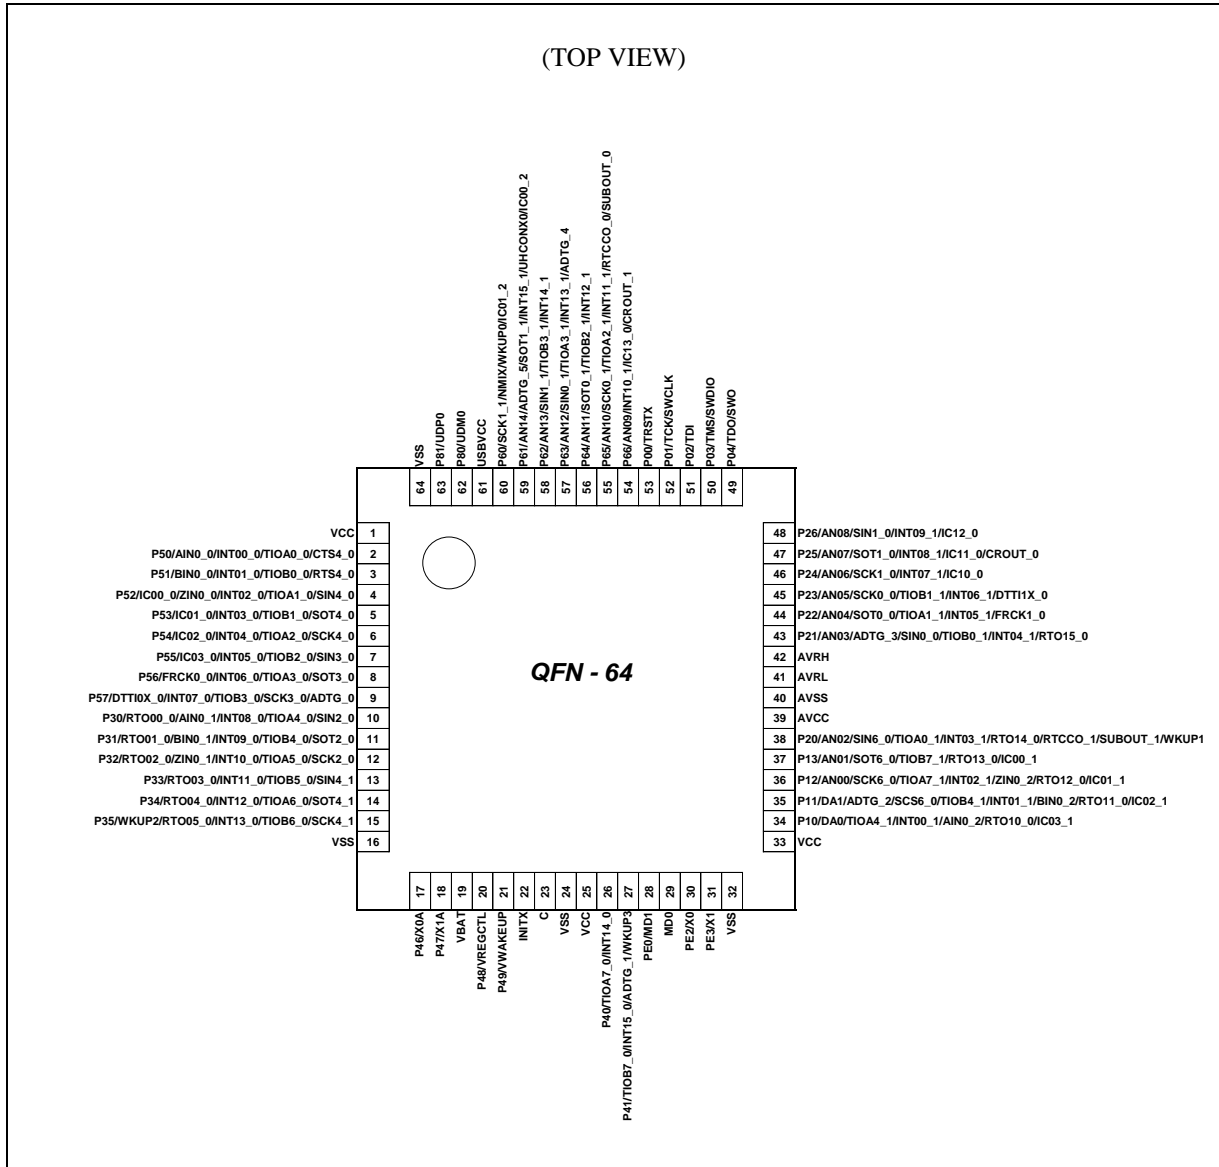 (TOP VIEW)
VSS
P81/UDP0
P80/UDM0
USBVCC
P60/SCK1_1/NMIX/WKUP0/IC01_2
P61/AN14/ADTG_5/SOT1_1/INT15_1/UHCONX0/IC00_2
P62/AN13/SIN1_1/TIOB3_1/INT14_1
P63/AN12/SIN0_1/TIOA3_1/INT13_1/ADTG_4
P64/AN11/SOT0_1/TIOB2_1/INT12_1
P65/AN10/SCK0_1/TIOA2_1/INT11_1/RTCCO_0/SUBOUT_0
P66/AN09/INT10_1/IC13_0/CROUT_1
P00/TRSTX
P01/TCK/SWCLK
P02/TDI
P03/TMS/SWDIO
P04/TDO/SWO
64 63 62 61 60 59 58 57 56 55 54 53 52 51 50 49
VCC 1
P50/AIN0_0/INT00_0/TIOA0_0/CTS4_0 2
P51/BIN0_0/INT01_0/TIOB0_0/RTS4_0 3
P52/IC00_0/ZIN0_0/INT02_0/TIOA1_0/SIN4_0 4
P53/IC01_0/INT03_0/TIOB1_0/SOT4_0 5
P54/IC02_0/INT04_0/TIOA2_0/SCK4_0 6
P55/IC03_0/INT05_0/TIOB2_0/SIN3_0 7
P56/FRCK0_0/INT06_0/TIOA3_0/SOT3_0 8
P57/DTTI0X_0/INT07_0/TIOB3_0/SCK3_0/ADTG_0 9
P30/RTO00_0/AIN0_1/INT08_0/TIOA4_0/SIN2_0 10
P31/RTO01_0/BIN0_1/INT09_0/TIOB4_0/SOT2_0 11
P32/RTO02_0/ZIN0_1/INT10_0/TIOA5_0/SCK2_0 12
P33/RTO03_0/INT11_0/TIOB5_0/SIN4_1 13
P34/RTO04_0/INT12_0/TIOA6_0/SOT4_1 14
P35/WKUP2/RTO05_0/INT13_0/TIOB6_0/SCK4_1 15
VSS 16
QFN - 64
48 P26/AN08/SIN1_0/INT09_1/IC12_0
47 P25/AN07/SOT1_0/INT08_1/IC11_0/CROUT_0
46 P24/AN06/SCK1_0/INT07_1/IC10_0
45 P23/AN05/SCK0_0/TIOB1_1/INT06_1/DTTI1X_0
44 P22/AN04/SOT0_0/TIOA1_1/INT05_1/FRCK1_0
43 P21/AN03/ADTG_3/SIN0_0/TIOB0_1/INT04_1/RTO15_0
42 AVRH
41 AVRL
40 AVSS
39 AVCC
38 P20/AN02/SIN6_0/TIOA0_1/INT03_1/RTO14_0/RTCCO_1/SUBOUT_1/WKUP1
37 P13/AN01/SOT6_0/TIOB7_1/RTO13_0/IC00_1
36 P12/AN00/SCK6_0/TIOA7_1/INT02_1/ZIN0_2/RTO12_0/IC01_1
35 P11/DA1/ADTG_2/SCS6_0/TIOB4_1/INT01_1/BIN0_2/RTO11_0/IC02_1
34 P10/DA0/TIOA4_1/INT00_1/AIN0_2/RTO10_0/IC03_1
33 VCC
17 18 19 20 21 22 23 24 25 26 27 28 29 30 31 32
P46/X0A
P47/X1A
VBAT
P48/VREGCTL
P49/VWAKEUP
INITX
C
VSS
VCC
P40/TIOA7_0/INT14_0
P41/TIOB7_0/INT15_0/ADTG_1/WKUP3
PE0/MD1
MD0
PE2/X0
PE3/X1
VSS